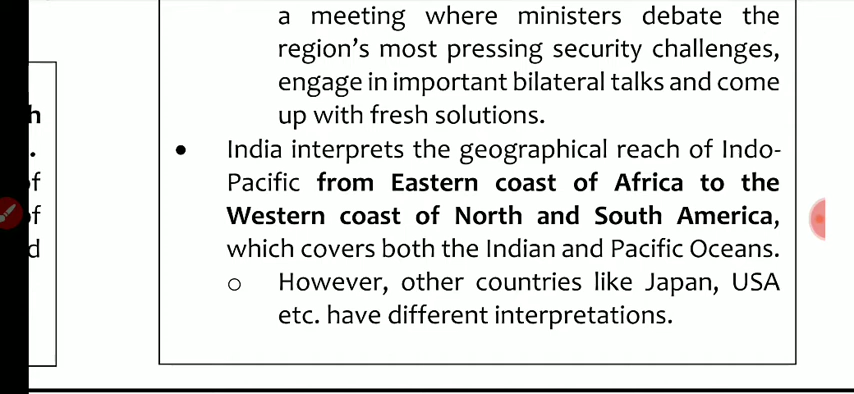 a meeting where ministers debate the
region's most pressing security challenges,
engage in important bilateral talks and come
up with fresh solutions.
h
.
• India interprets the geographical reach of Indo-
of
Pacific from Eastern coast of Africa to the
of
Western coast of North and South America,
d
which covers both the Indian and Pacific Oceans.
o However, other countries like Japan, USA
etc. have different interpretations.